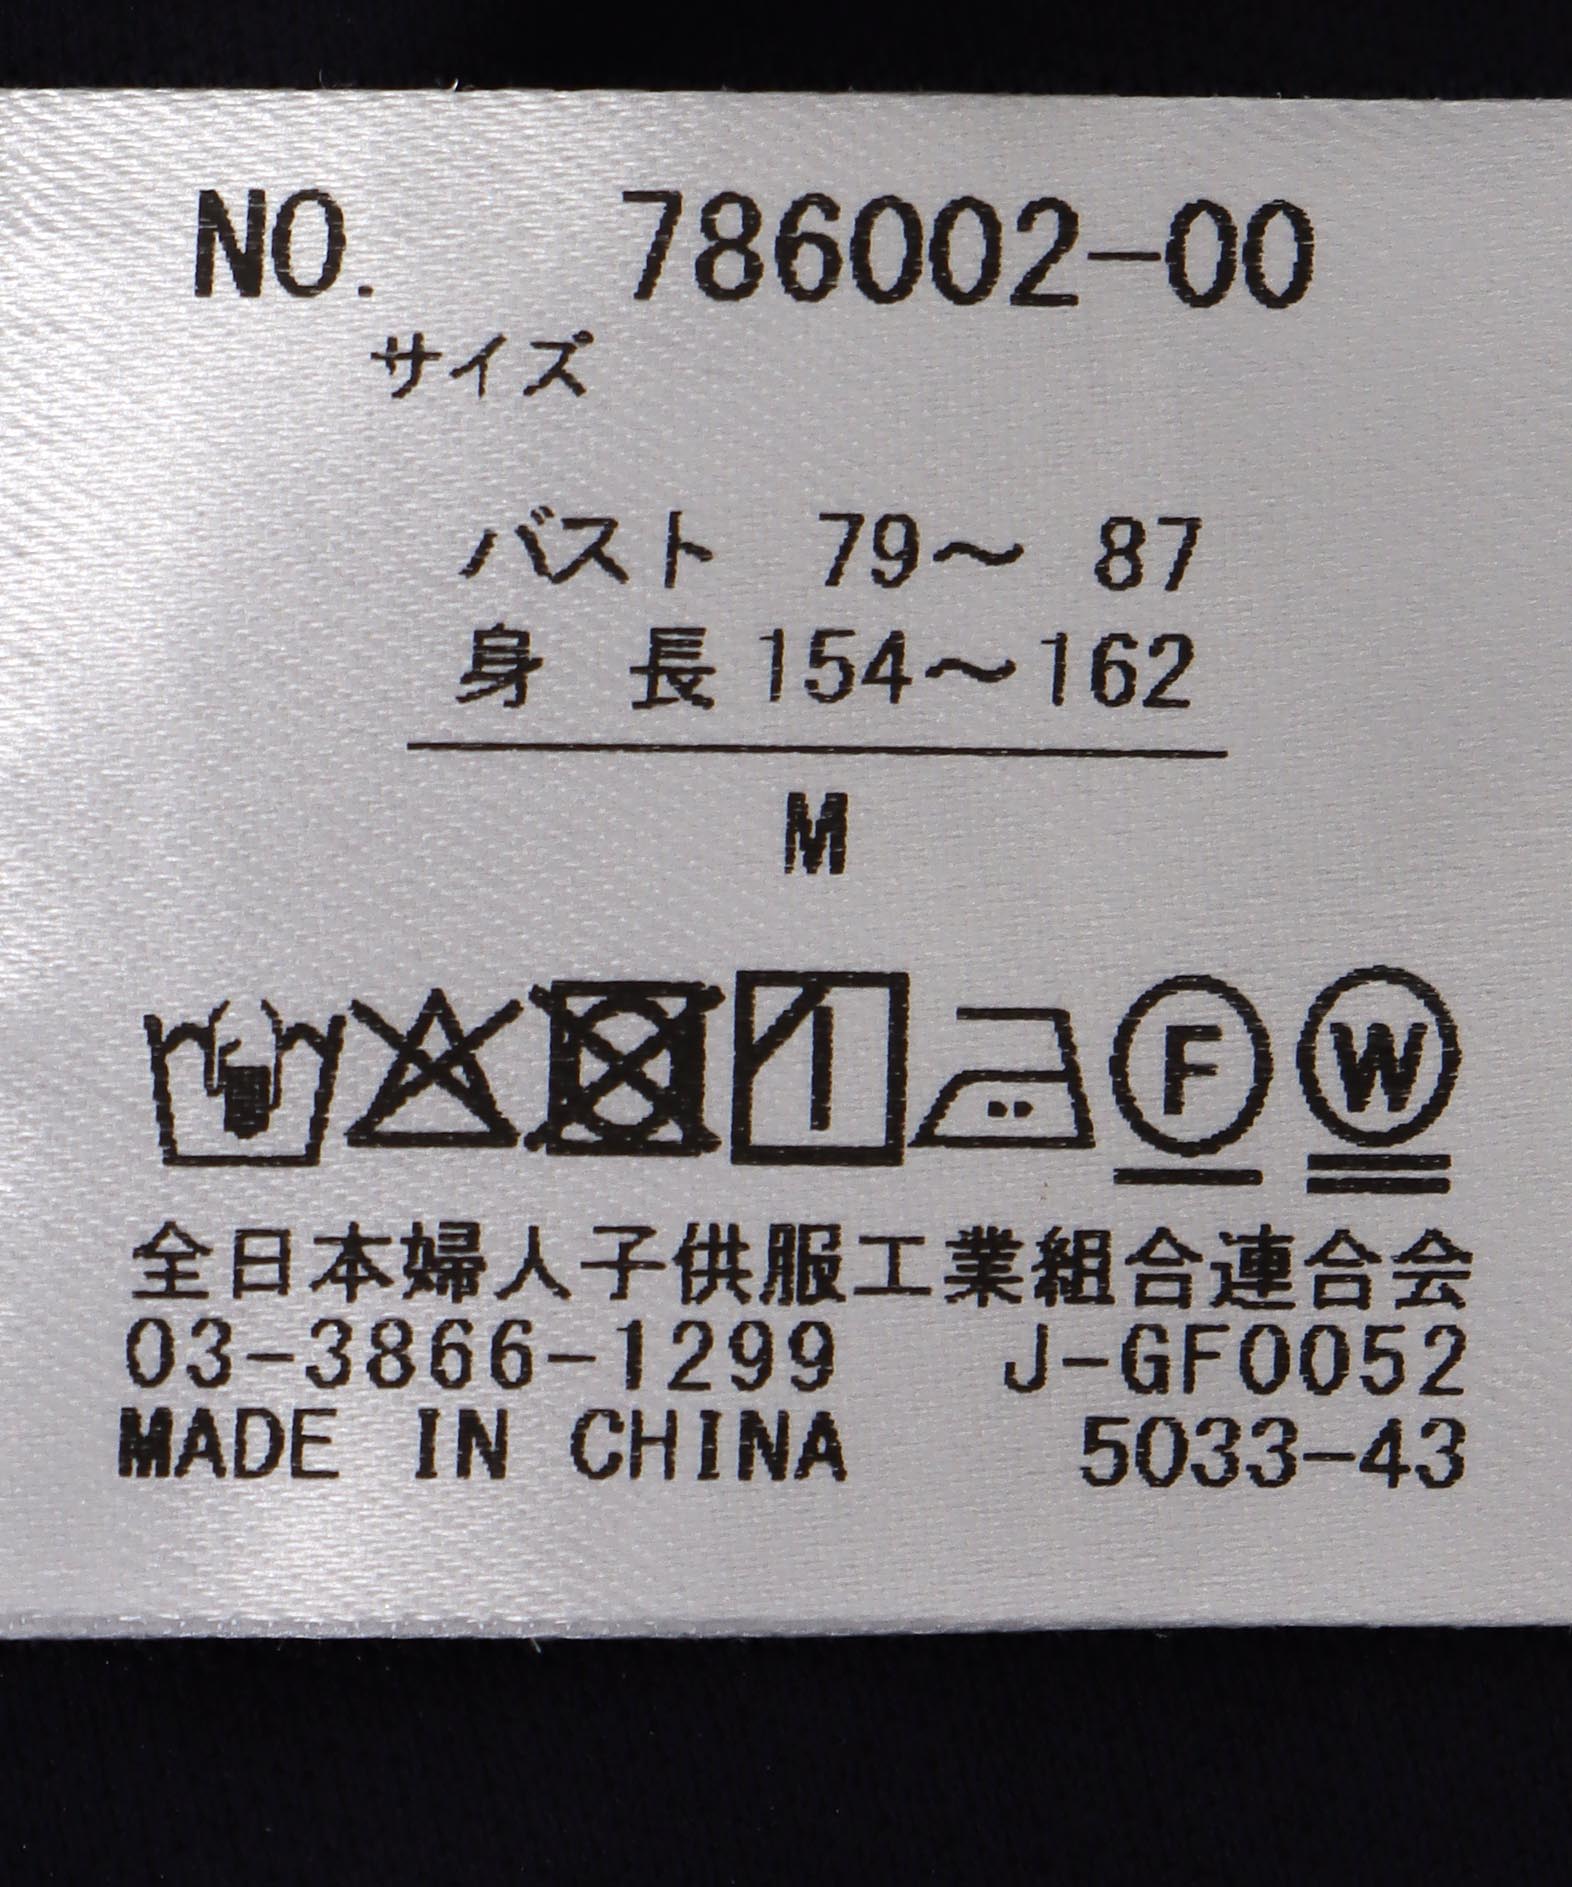 NO. 786002-00
サイズ
バスト 79～ 87
身 長 154～162
M
F W
全日本婦人子供服工業組合連合会
03-3866-1299 J-GF0052
MADE IN CHINA 5033-43